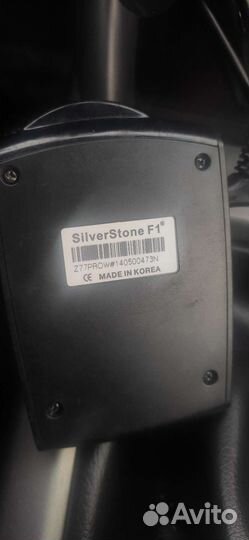 SilverStone F1®
Z77PROW#140500473N
CE MADE IN KOREA
Avito